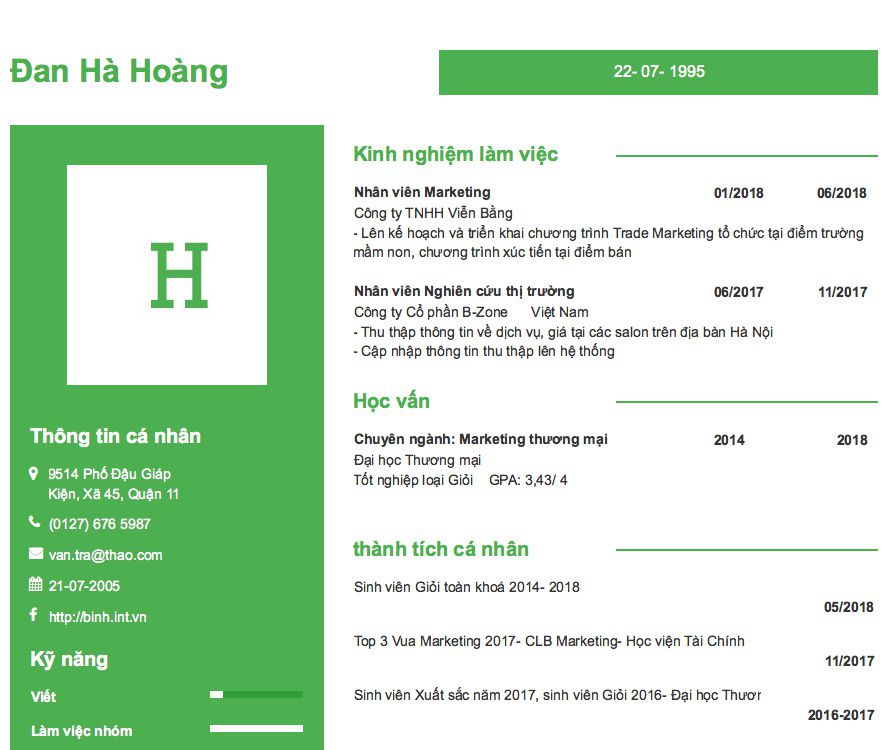 Đan Hà Hoàng
22- 07- 1995
H
Thông tin cá nhân
9514 Phố Đậu Giáp
Kiện, Xã 45, Quận 11
(0127) 676 5987
van.tra@thao.com
21-07-2005
http://binh.int.vn
Kỹ năng
Viết
Làm việc nhóm
Kinh nghiệm làm việc
Nhân viên Marketing 01/2018 06/2018
Công ty TNHH Viễn Bằng
- Lên kế hoạch và triển khai chương trình Trade Marketing tổ chức tại điểm trường
mầm non, chương trình xúc tiến tại điểm bán
Nhân viên Nghiên cứu thị trường 06/2017 11/2017
Công ty Cổ phần B-Zone Việt Nam
- Thu thập thông tin về dịch vụ, giá tại các salon trên địa bàn Hà Nội
- Cập nhập thông tin thu thập lên hệ thống
Học vấn
Chuyên ngành: Marketing thương mại 2014 2018
Đại học Thương mại
Tốt nghiệp loại Giỏi GPA: 3,43/ 4
thành tích cá nhân
Sinh viên Giỏi toàn khoá 2014- 2018
05/2018
Top 3 Vua Marketing 2017- CLB Marketing- Học viện Tài Chính
11/2017
Sinh viên Xuất sắc năm 2017, sinh viên Giỏi 2016- Đại học
2016-2017